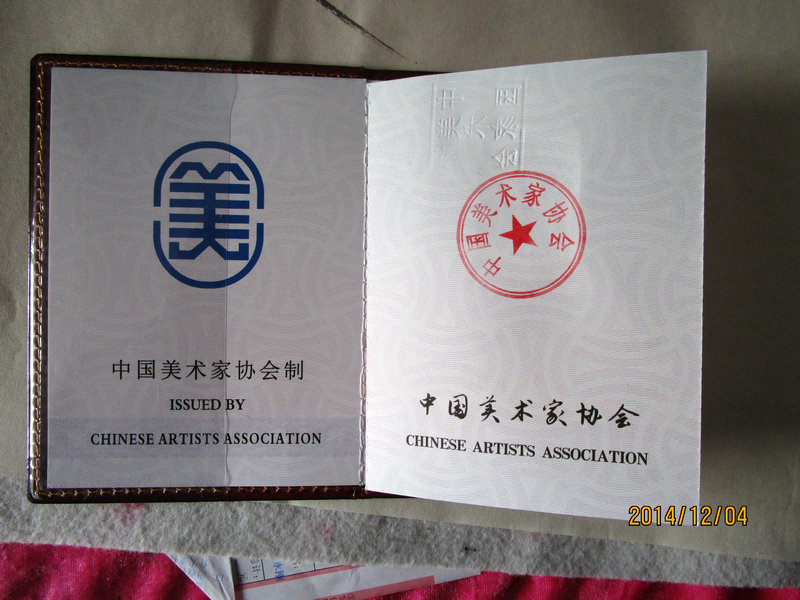 美
中国美术家协会制
ISSUED BY
CHINESE ARTISTS ASSOCIATION
中国美术家协会
中国美术家协会
CHINESE ARTISTS ASSOCIATION
2014/12/04